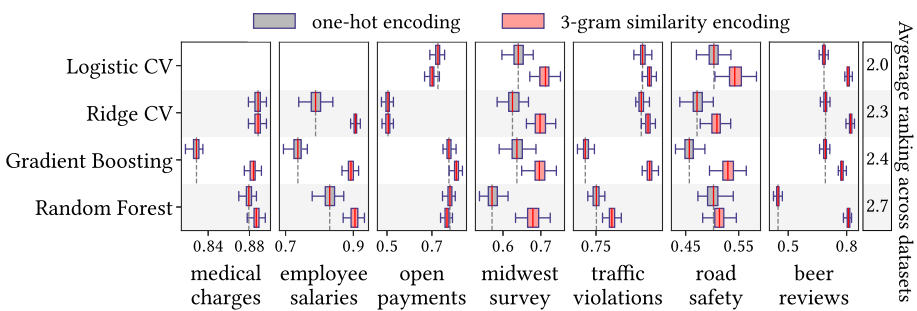 one-hot encoding
3-gram similarity encoding
Logistic CV
Ridge CV
Gradient Boosting
Random Forest
2.0
2.3
2.4
2.7
Avgerage ranking across datasets
0.84 0.88
0.7 0.9
0.5 0.7
0.6 0.7
0.75
0.45 0.55
0.5 0.8
medical
charges
employee
salaries
open
payments
midwest
survey
traffic
violations
road
safety
beer
reviews